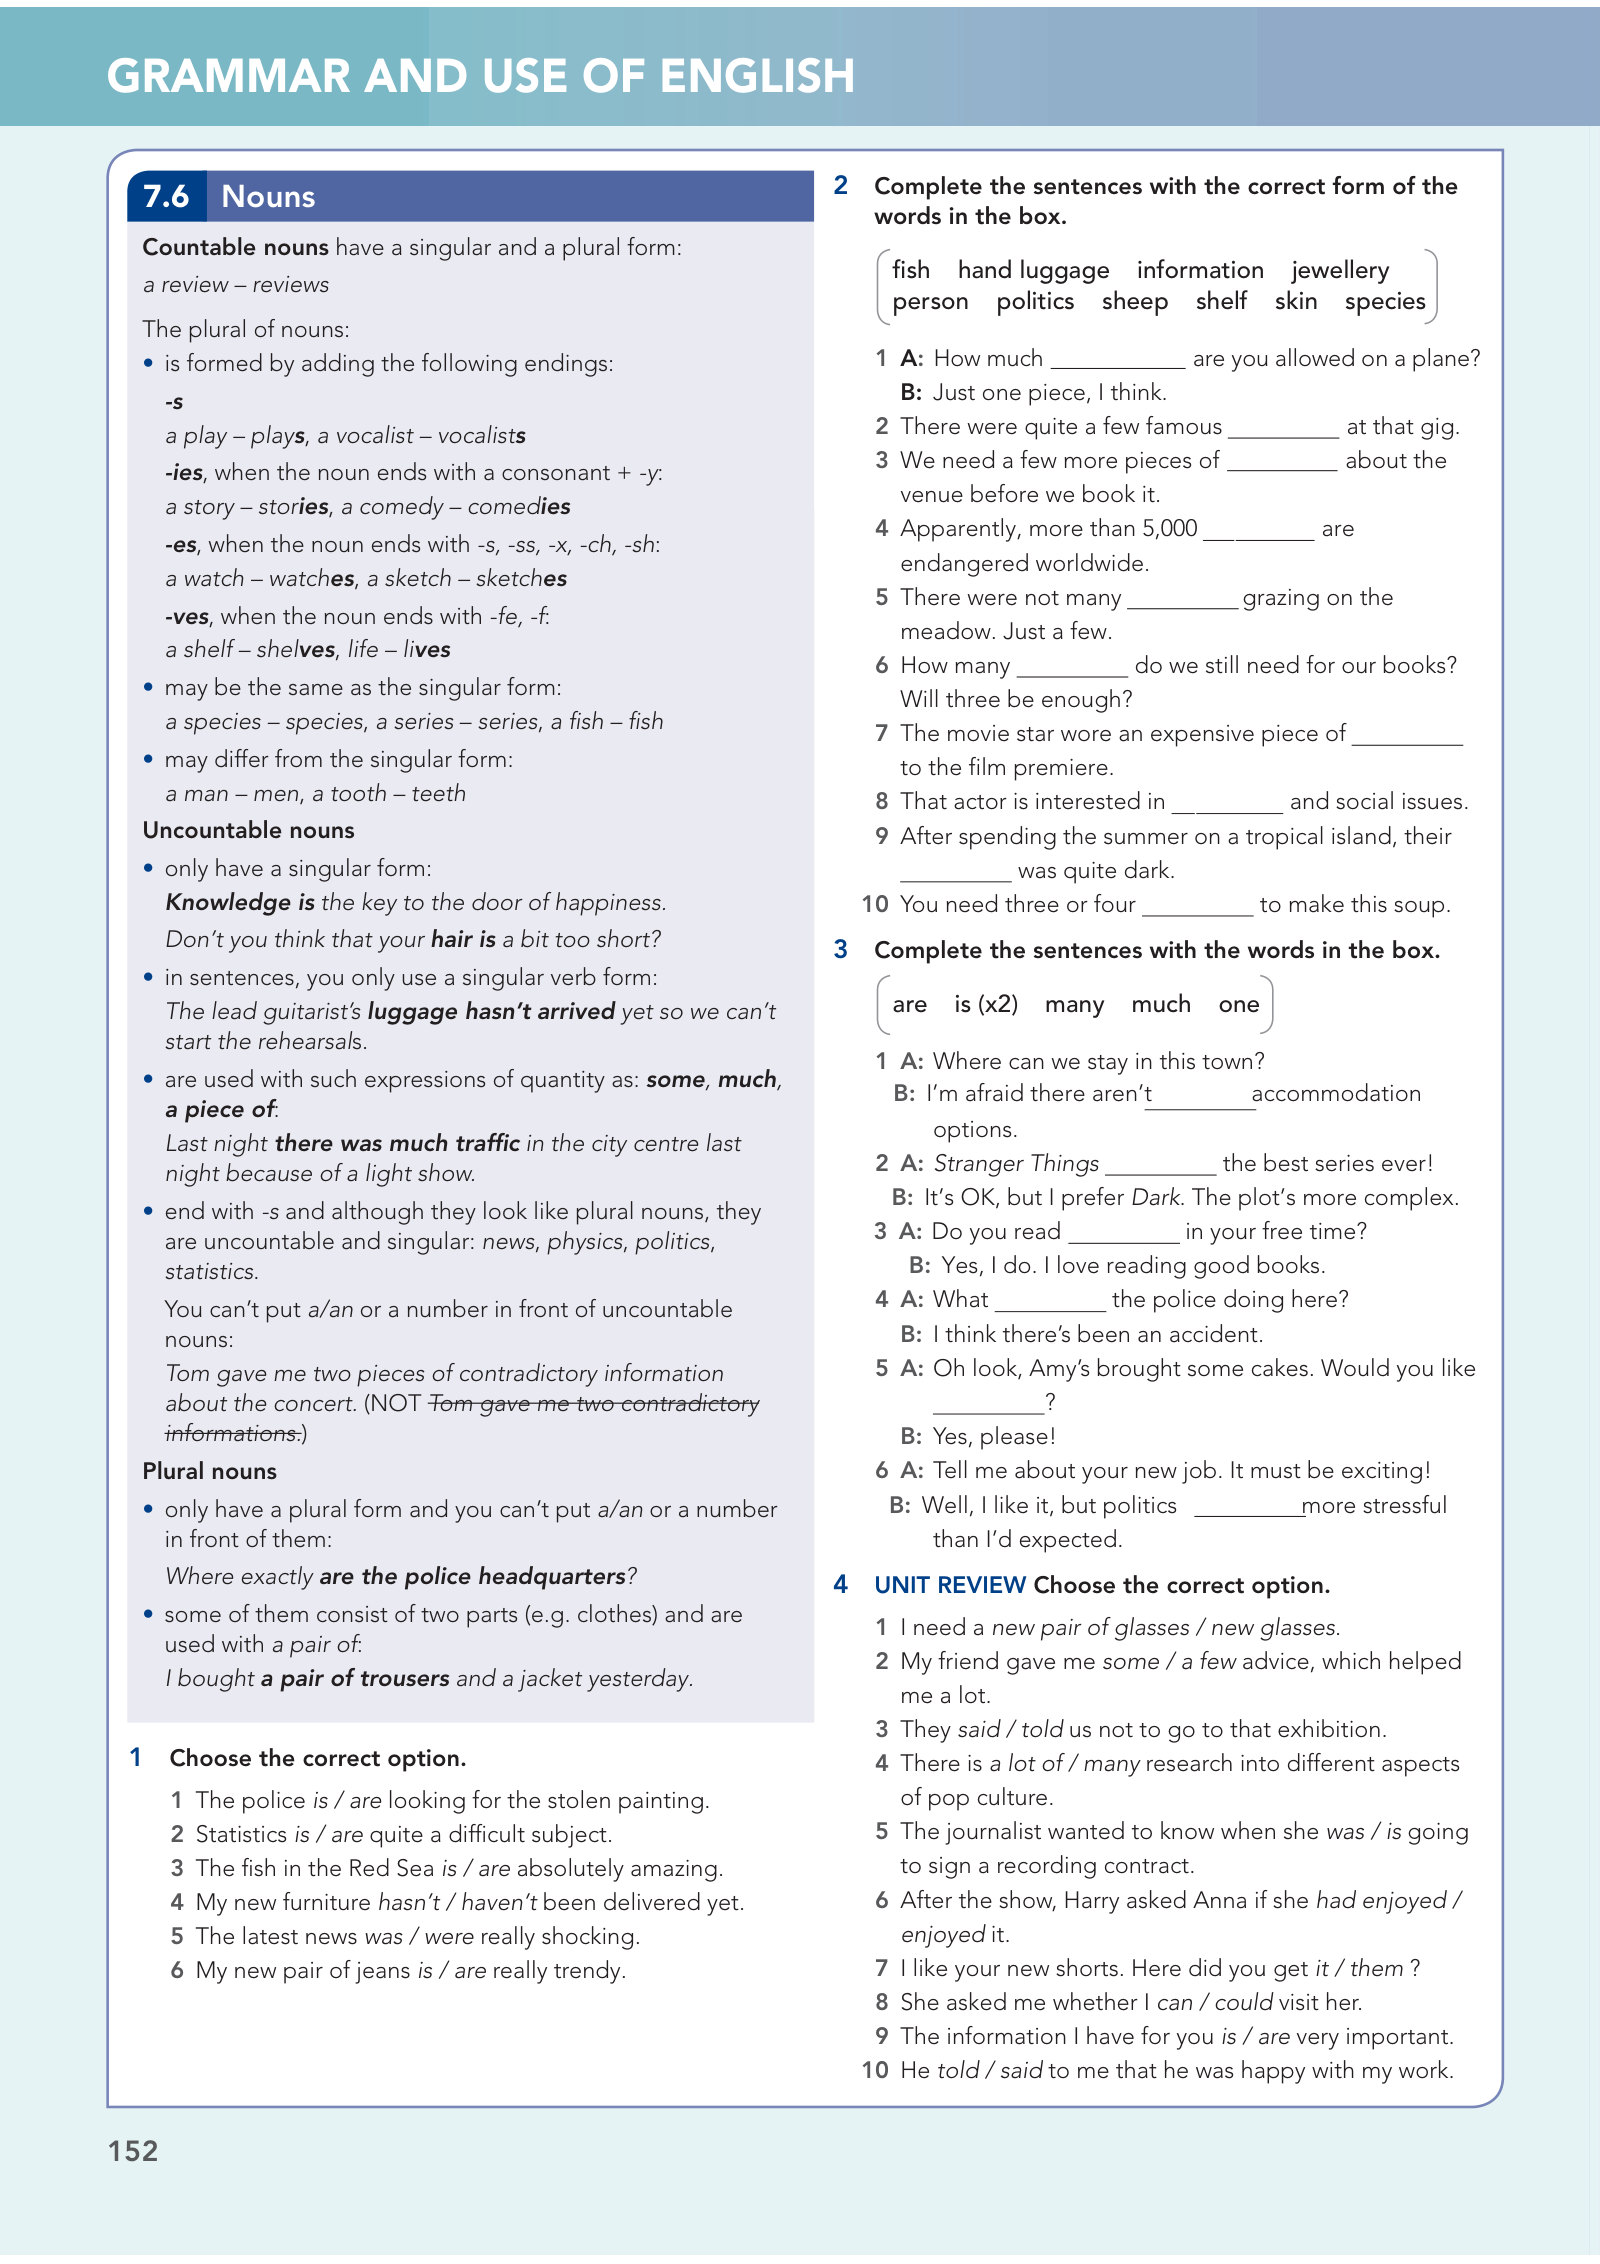 GRAMMAR AND USE OF ENGLISH
7.6 Nouns
Countable nouns have a singular and a plural form:
a review – reviews
The plural of nouns:
• is formed by adding the following endings:
-s
a play – plays, a vocalist – vocalists
-ies, when the noun ends with a consonant + -y:
a story – stories, a comedy – comedies
-es, when the noun ends with -s, -ss, -x, -ch, -sh:
a watch – watches, a sketch – sketches
-ves, when the noun ends with -fe, -f:
a shelf – shelves, life – lives
• may be the same as the singular form:
a species – species, a series – series, a fish – fish
• may differ from the singular form:
a man – men, a tooth – teeth
Uncountable nouns
• only have a singular form:
Knowledge is the key to the door of happiness.
Don't you think that your hair is a bit too short?
• in sentences, you only use a singular verb form:
The lead guitarist's luggage hasn't arrived yet so we can't
start the rehearsals.
• are used with such expressions of quantity as: some, much,
a piece of:
Last night there was much traffic in the city centre last
night because of a light show.
• end with -s and although they look like plural nouns, they
are uncountable and singular: news, physics, politics,
statistics.
You can't put a/an or a number in front of uncountable
nouns:
Tom gave me two pieces of contradictory information
about the concert. (NOT Tom gave me two contradictory
informations.)
Plural nouns
• only have a plural form and you can't put a/an or a number
in front of them:
Where exactly are the police headquarters?
• some of them consist of two parts (e.g. clothes) and are
used with a pair of:
I bought a pair of trousers and a jacket yesterday.
1 Choose the correct option.
1 The police is / are looking for the stolen painting.
2 Statistics is / are quite a difficult subject.
3 The fish in the Red Sea is / are absolutely amazing.
4 My new furniture hasn't / haven't been delivered yet.
5 The latest news was / were really shocking.
6 My new pair of jeans is / are really trendy.
2 Complete the sentences with the correct form of the
words in the box.
fish hand luggage information jewellery
person politics sheep shelf skin species
1 A: How much __________ are you allowed on a plane?
B: Just one piece, I think.
2 There were quite a few famous __________ at that gig.
3 We need a few more pieces of __________ about the
venue before we book it.
4 Apparently, more than 5,000 __________ are
endangered worldwide.
5 There were not many __________ grazing on the
meadow. Just a few.
6 How many __________ do we still need for our books?
Will three be enough?
7 The movie star wore an expensive piece of __________
to the film premiere.
8 That actor is interested in __________ and social issues.
9 After spending the summer on a tropical island, their
__________ was quite dark.
10 You need three or four __________ to make this soup.
3 Complete the sentences with the words in the box.
are is (x2) many much one
1 A: Where can we stay in this town?
B: I'm afraid there aren't __________ accommodation
options.
2 A: Stranger Things __________ the best series ever!
B: It's OK, but I prefer Dark. The plot's more complex.
3 A: Do you read __________ in your free time?
B: Yes, I do. I love reading good books.
4 A: What __________ the police doing here?
B: I think there's been an accident.
5 A: Oh look, Amy's brought some cakes. Would you like
__________?
B: Yes, please!
6 A: Tell me about your new job. It must be exciting!
B: Well, I like it, but politics __________ more stressful
than I'd expected.
4 UNIT REVIEW Choose the correct option.
1 I need a new pair of glasses / new glasses.
2 My friend gave me some / a few advice, which helped
me a lot.
3 They said / told us not to go to that exhibition.
4 There is a lot of / many research into different aspects
of pop culture.
5 The journalist wanted to know when she was / is going
to sign a recording contract.
6 After the show, Harry asked Anna if she had enjoyed /
enjoyed it.
7 I like your new shorts. Here did you get it / them ?
8 She asked me whether I can / could visit her.
9 The information I have for you is / are very important.
10 He told / said to me that he was happy with my work.
152